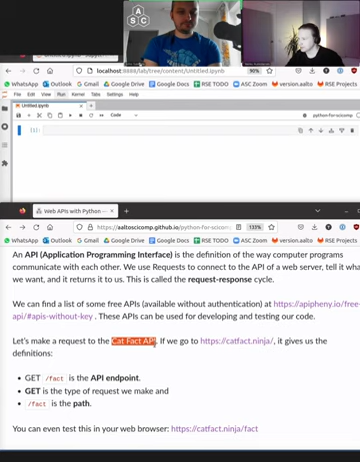 A
S C
localhost:8888/lab/tree/content/Untitled.ipynb
90%
WhatsApp Outlook Gmail Google Drive Google Docs RSE TODO ASC Zoom version.aalto RSE Projects
File Edit View Run Kernel Tabs Settings Help
Untitled.ipynb
Code
python-for-scicomp
[1]:
Web APIs with Python —
https://aaltoscicomp.github.io/python-for-scicom
133%
WhatsApp Outlook Gmail Google Drive Google Docs RSE TODO ASC Zoom version.aalto RSE Projects
An API (Application Programming Interface) is the definition of the way computer programs
communicate with each other. We use Requests to connect to the API of a web server, tell it wha
we want, and it returns it to us. This is called the request-response cycle.
We can find a list of some free APIs (available without authentication) at https://apipheny.io/free-
api/#apis-without-key . These APIs can be used for developing and testing our code.
Let's make a request to the Cat Fact API. If we go to https://catfact.ninja/, it gives us the
definitions:
• GET /fact is the API endpoint.
• GET is the type of request we make and
• /fact is the path.
You can even test this in your web browser: https://catfact.ninja/fact